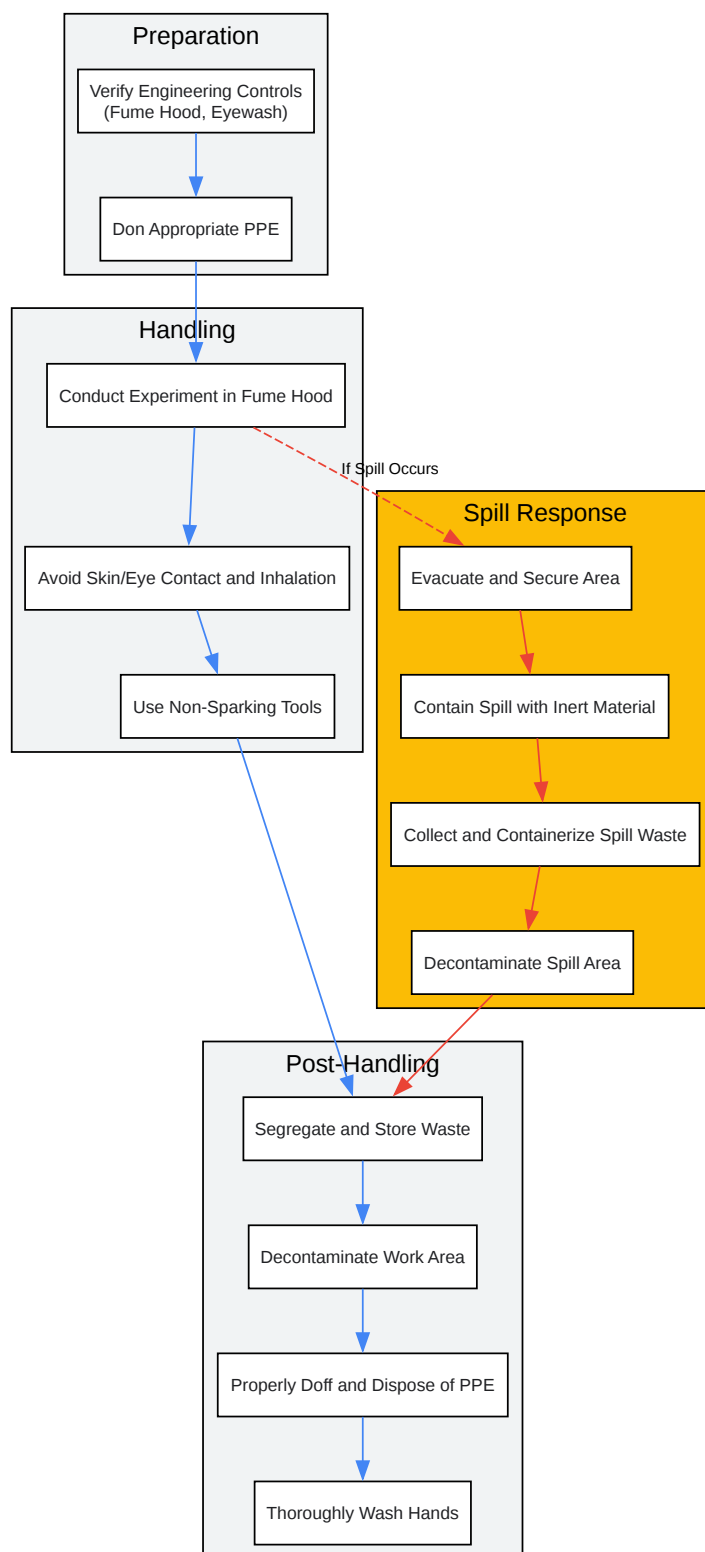 Preparation
Verify Engineering Controls
(Fume Hood, Eyewash)
Don Appropriate PPE
Handling
Conduct Experiment in Fume Hood
If Spill Occurs
Avoid Skin/Eye Contact and Inhalation
Use Non-Sparking Tools
Spill Response
Evacuate and Secure Area
Contain Spill with Inert Material
Collect and Containerize Spill Waste
Decontaminate Spill Area
Post-Handling
Segregate and Store Waste
Decontaminate Work Area
Properly Doff and Dispose of PPE
Thoroughly Wash Hands